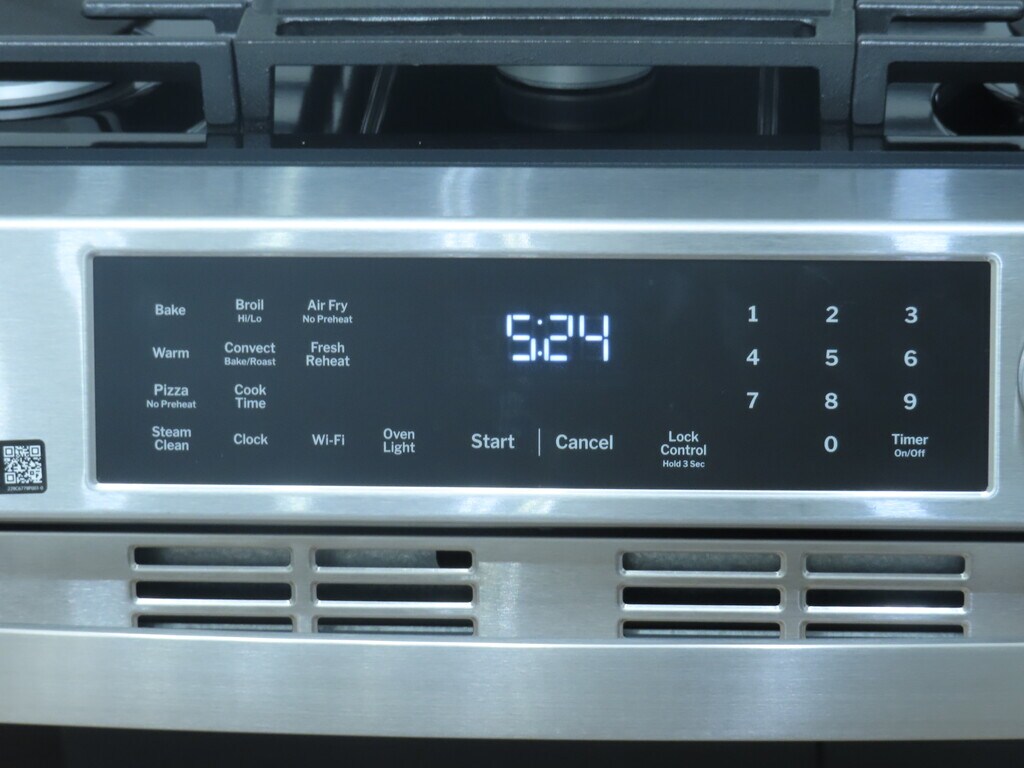 Bake
Broil
Hi/Lo
Air Fry
No Preheat
Warm
Convect
Bake/Roast
Fresh
Reheat
Pizza
No Preheat
Cook
Time
Steam
Clean
Clock
Wi-Fi
Oven
Light
5:24
Start | Cancel
Lock
Control
Hold 3 Sec
1 2 3
4 5 6
7 8 9
0
Timer
On/Off